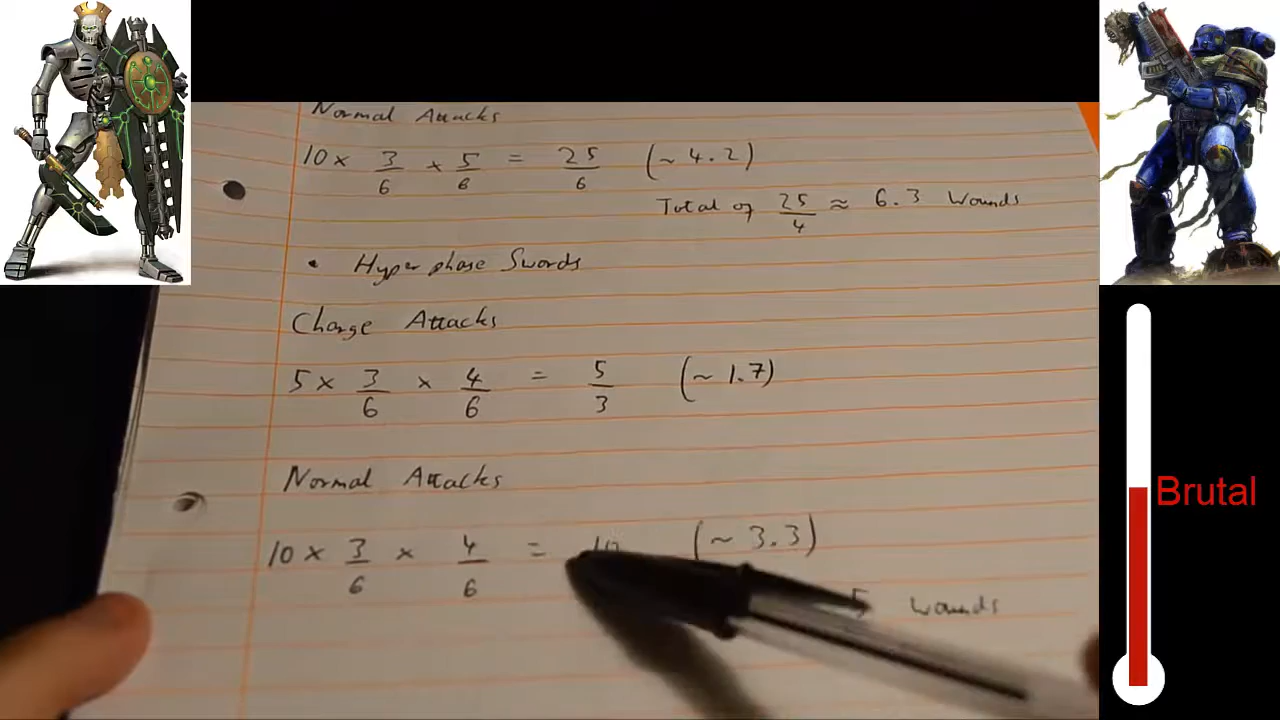 Normal Attacks
10 × 3/6 × 5/6 = 25/6 (~ 4.2)
Total of 25/4 ≈ 6.3 Wounds
• Hyperphase Swords
Charge Attacks
5 × 3/6 × 4/6 = 5/3 (~ 1.7)
Normal Attacks
10 × 3/6 × 4/6 = 10 (~ 3.3)
5 wounds
Brutal